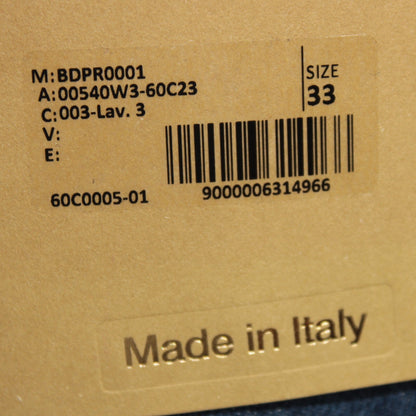 M:BDPR0001
A:00540W3-60C23
C:003-Lav. 3
V:
E:
SIZE
33
60C0005-01
9000006314966
Made in Italy